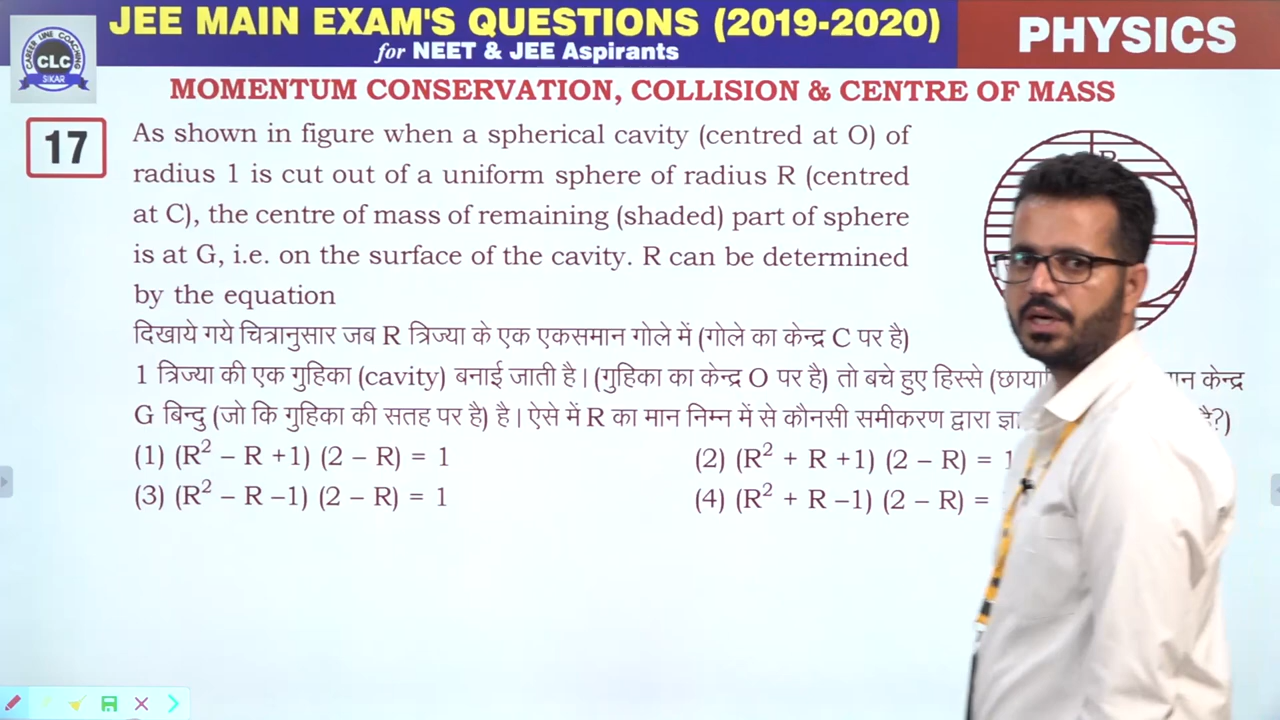 JEE MAIN EXAM'S QUESTIONS (2019-2020)
for NEET & JEE Aspirants
PHYSICS
CAREER LINE COACHING
CLC
SIKAR
MOMENTUM CONSERVATION, COLLISION & CENTRE OF MASS
17
As shown in figure when a spherical cavity (centred at O) of
radius 1 is cut out of a uniform sphere of radius R (centred
at C), the centre of mass of remaining (shaded) part of sphere
is at G, i.e. on the surface of the cavity. R can be determined
by the equation
R
दिखाये गये चित्रानुसार जब R त्रिज्या के एक एकसमान गोले में (गोले का केन्द्र C पर है)
1 त्रिज्या की एक गुहिका (cavity) बनाई जाती है। (गुहिका का केन्द्र O पर है) तो बचे हुए हिस्से केन्द्र
G बिन्दु (जो कि गुहिका की सतह पर है) है। ऐसे में R का मान निम्न में से कौनसी समीकरण द्वारा है?)
(1) (R² – R +1) (2 – R) = 1
(2) (R² + R +1) (2 – R) = 1
(3) (R² – R –1) (2 – R) = 1
(4) (R² + R –1) (2 – R) =